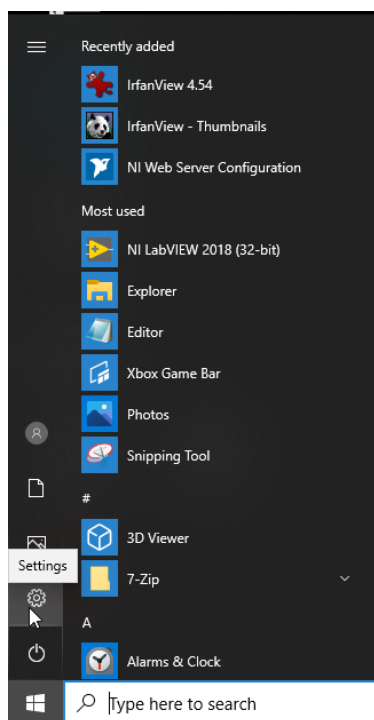 Recently added
IrfanView 4.54
IrfanView - Thumbnails
NI Web Server Configuration
Most used
NI LabVIEW 2018 (32-bit)
Explorer
Editor
Xbox Game Bar
Photos
Snipping Tool
#
3D Viewer
Settings
7-Zip
A
Alarms & Clock
Type here to search